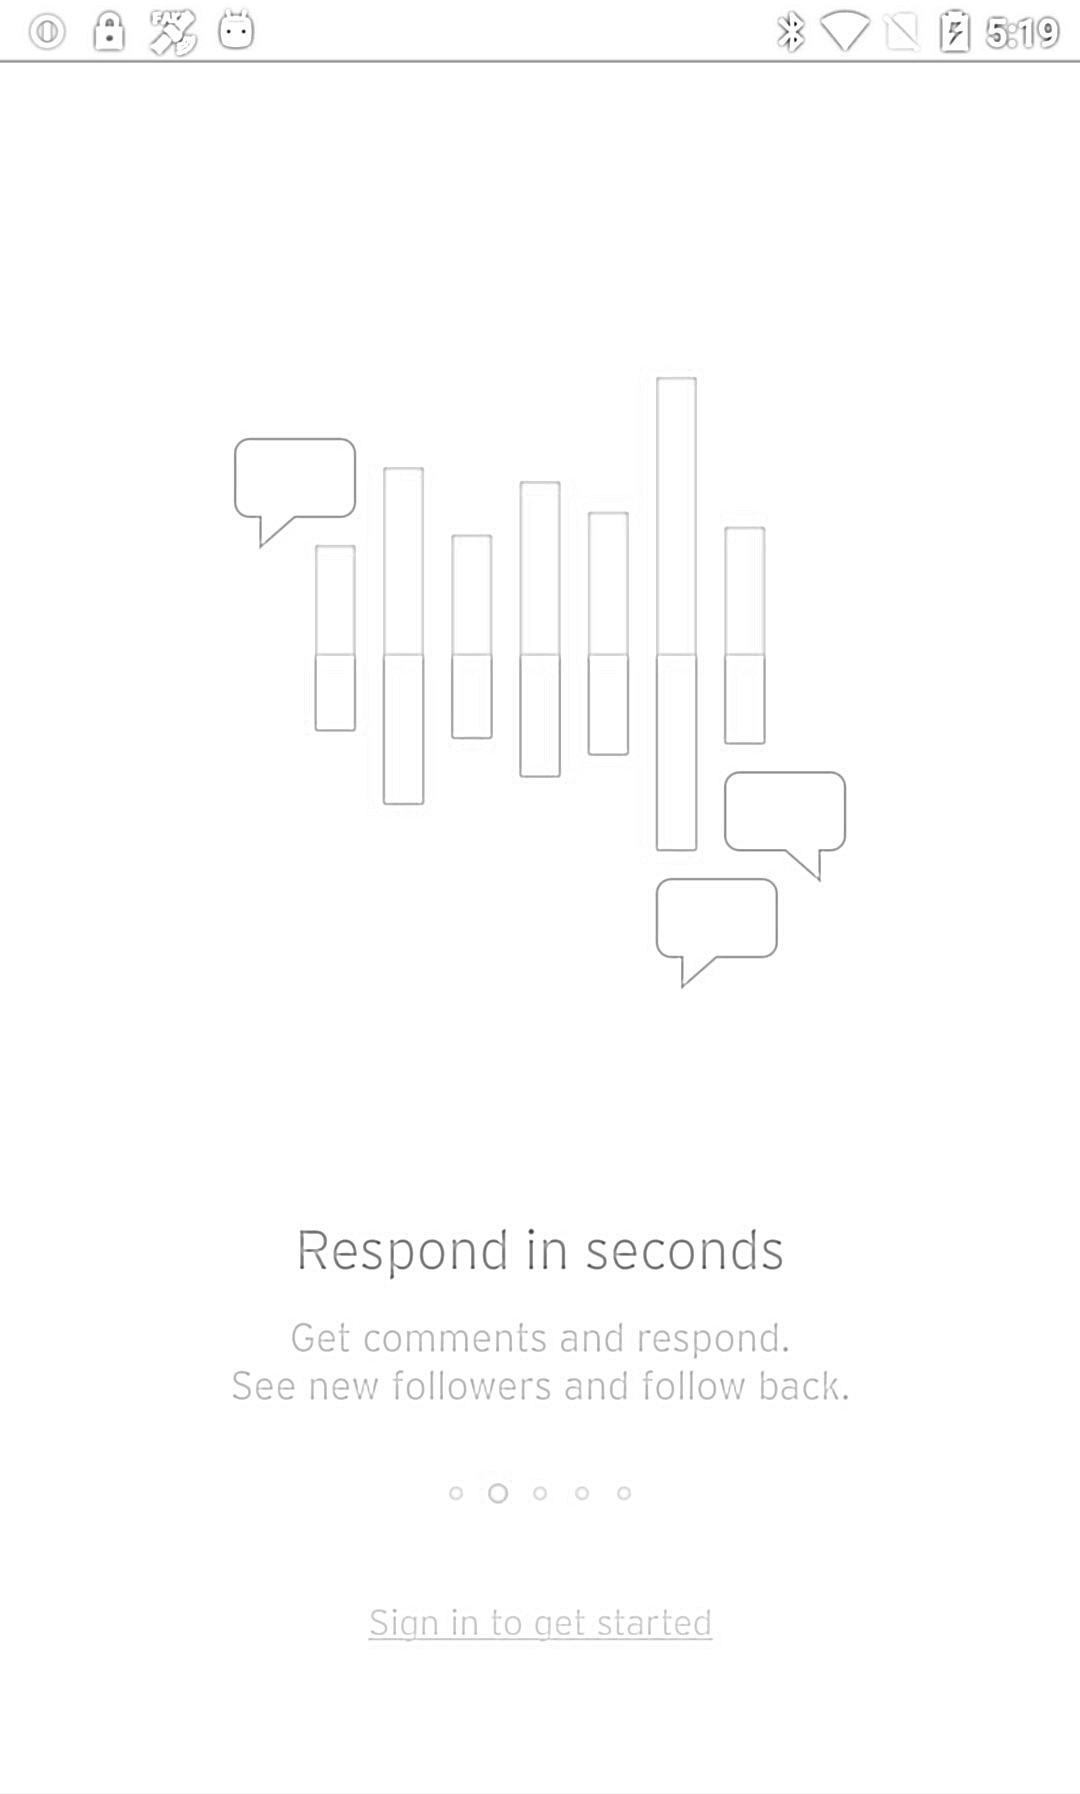 5:19
Respond in seconds
Get comments and respond.
See new followers and follow back.
Sign in to get started